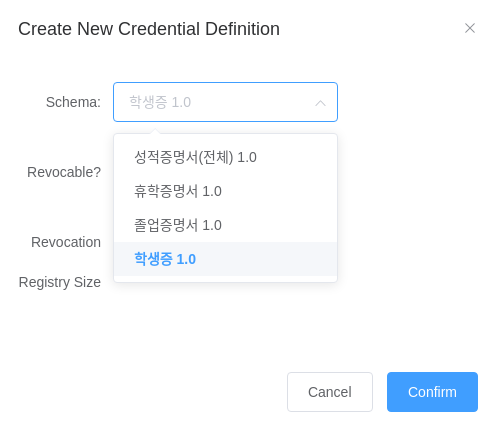 Create New Credential Definition
Schema:
학생증 1.0
성적증명서(전체) 1.0
Revocable?
휴학증명서 1.0
졸업증명서 1.0
Revocation
학생증 1.0
Registry Size
Cancel
Confirm